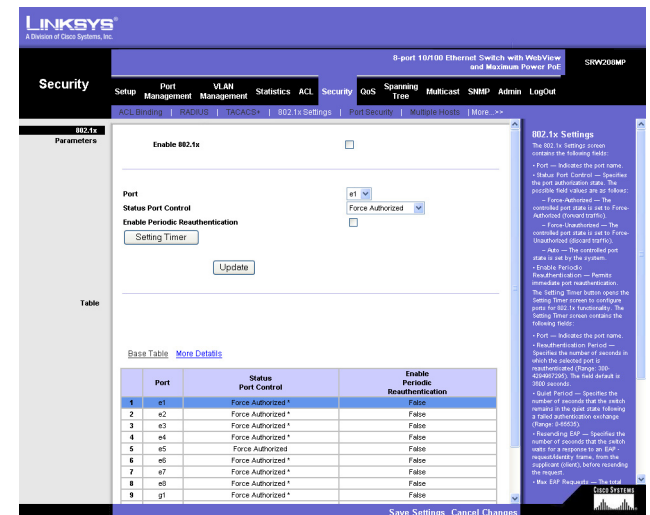 LINKSYS®
A Division of Cisco Systems, Inc.
8-port 10/100 Ethernet Switch with WebView
and Maximum Power PoE
SRW208MP
Security
Setup Port Management VLAN Management Statistics ACL Security QoS Spanning Tree Multicast SNMP Admin LogOut
ACL Binding | RADIUS | TACACS+ | 802.1x Settings | Port Security | Multiple Hosts | More...>>
802.1x
Parameters
Enable 802.1x
Port e1
Status Port Control Force Authorized
Enable Periodic Reauthentication
Setting Timer
Update
Table
Base Table More Detatils
Port Status Port Control Enable Periodic Reauthentication
1 e1 Force Authorized * False
2 e2 Force Authorized * False
3 e3 Force Authorized * False
4 e4 Force Authorized * False
5 e5 Force Authorized False
6 e6 Force Authorized * False
7 e7 Force Authorized * False
8 e8 Force Authorized * False
9 g1 Force Authorized * False
802.1x Settings
The 802.1x Settings screen
contains the following fields:
• Port — Indicates the port name.
• Status Port Control — Specifies
the port authorization state. The
possible field values are as follows:
– Force-Authorized — The
controlled port state is set to Force-
Authorized (forward traffic).
– Force-Unauthorized — The
controlled port state is set to Force-
Unauthorized (discard traffic).
– Auto — The controlled port
state is set by the system.
• Enable Periodic
Reauthentication — Permits
immediate port reauthentication.
The Setting Timer button opens the
Setting Timer screen to configure
ports for 802.1x functionality. The
Setting Timer screen contains the
following fields:
• Port — Indicates the port name.
• Reauthentication Period —
Specifies the number of seconds in
which the selected port is
reauthenticated (Range: 300-
4294967295). The field default is
3600 seconds.
• Quiet Period — Specifies the
number of seconds that the switch
remains in the quiet state following
a failed authentication exchange
(Range: 0-65535).
• Resending EAP — Specifies the
number of seconds that the switch
waits for a response to an EAP -
request/identity frame, from the
supplicant (client), before resending
the request.
• Max EAP Requests — The total
Save Settings Cancel Changes
CISCO SYSTEMS